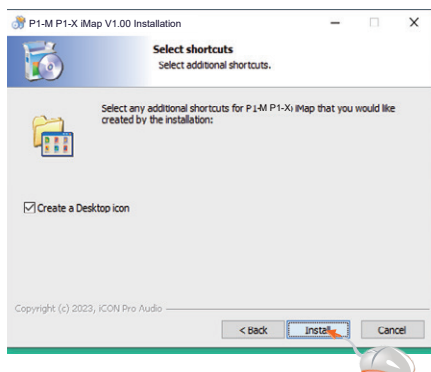 P1-M P1-X iMap V1.00 Installation
Select shortcuts
Select additional shortcuts.
Select any additional shortcuts for P1-M P1-X iMap that you would like
created by the installation:
Create a Desktop icon
Copyright (c) 2023, iCON Pro Audio
< Back Install Cancel